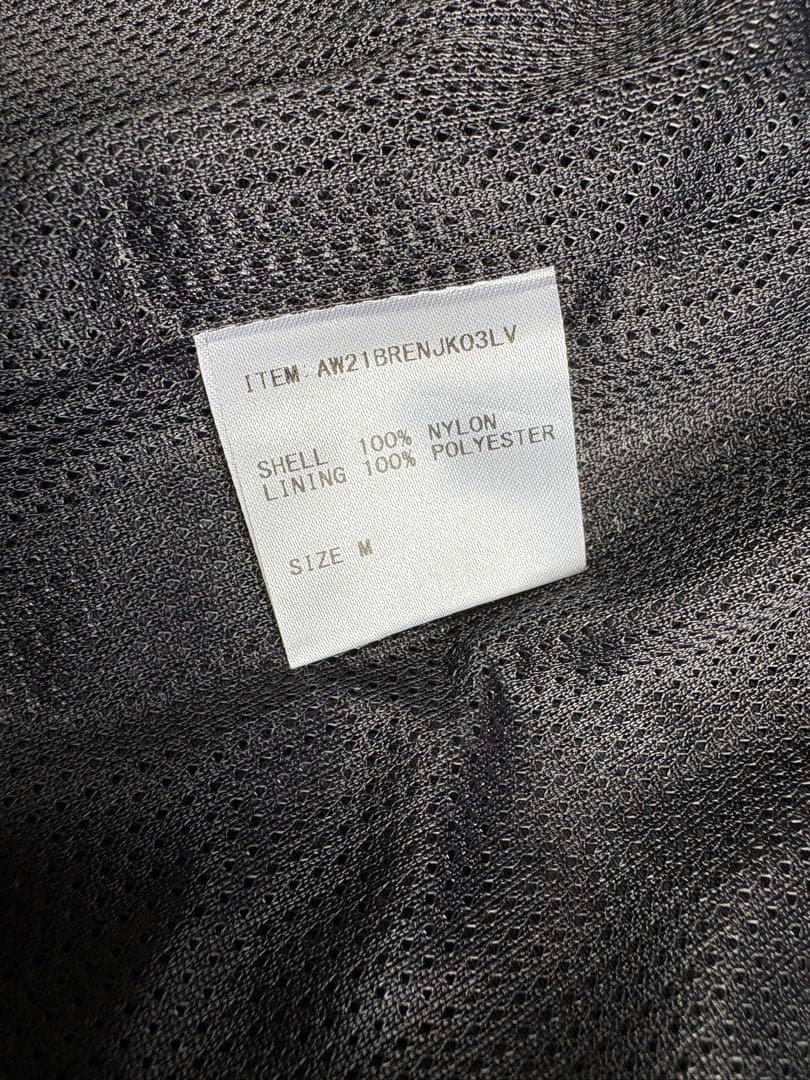 ITEM AW21BRENJK03LV
SHELL 100% NYLON
LINING 100% POLYESTER
SIZE M